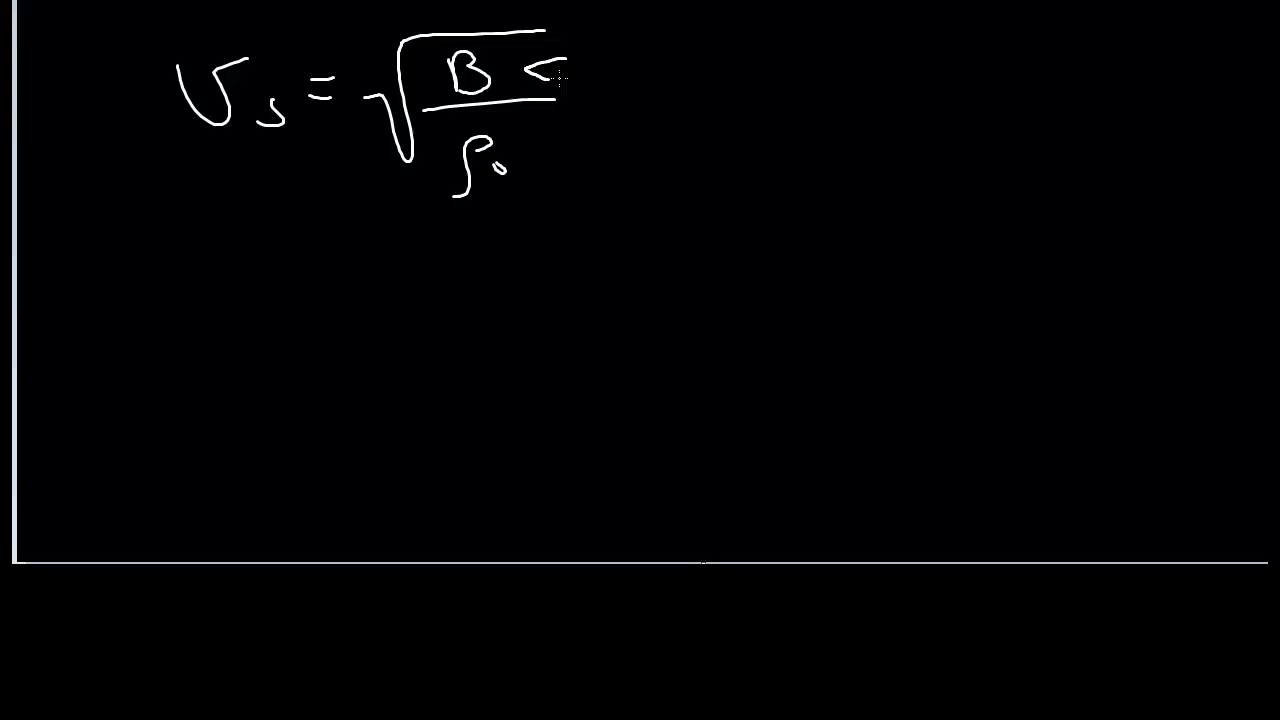 v_s = √(B / ρ₀)